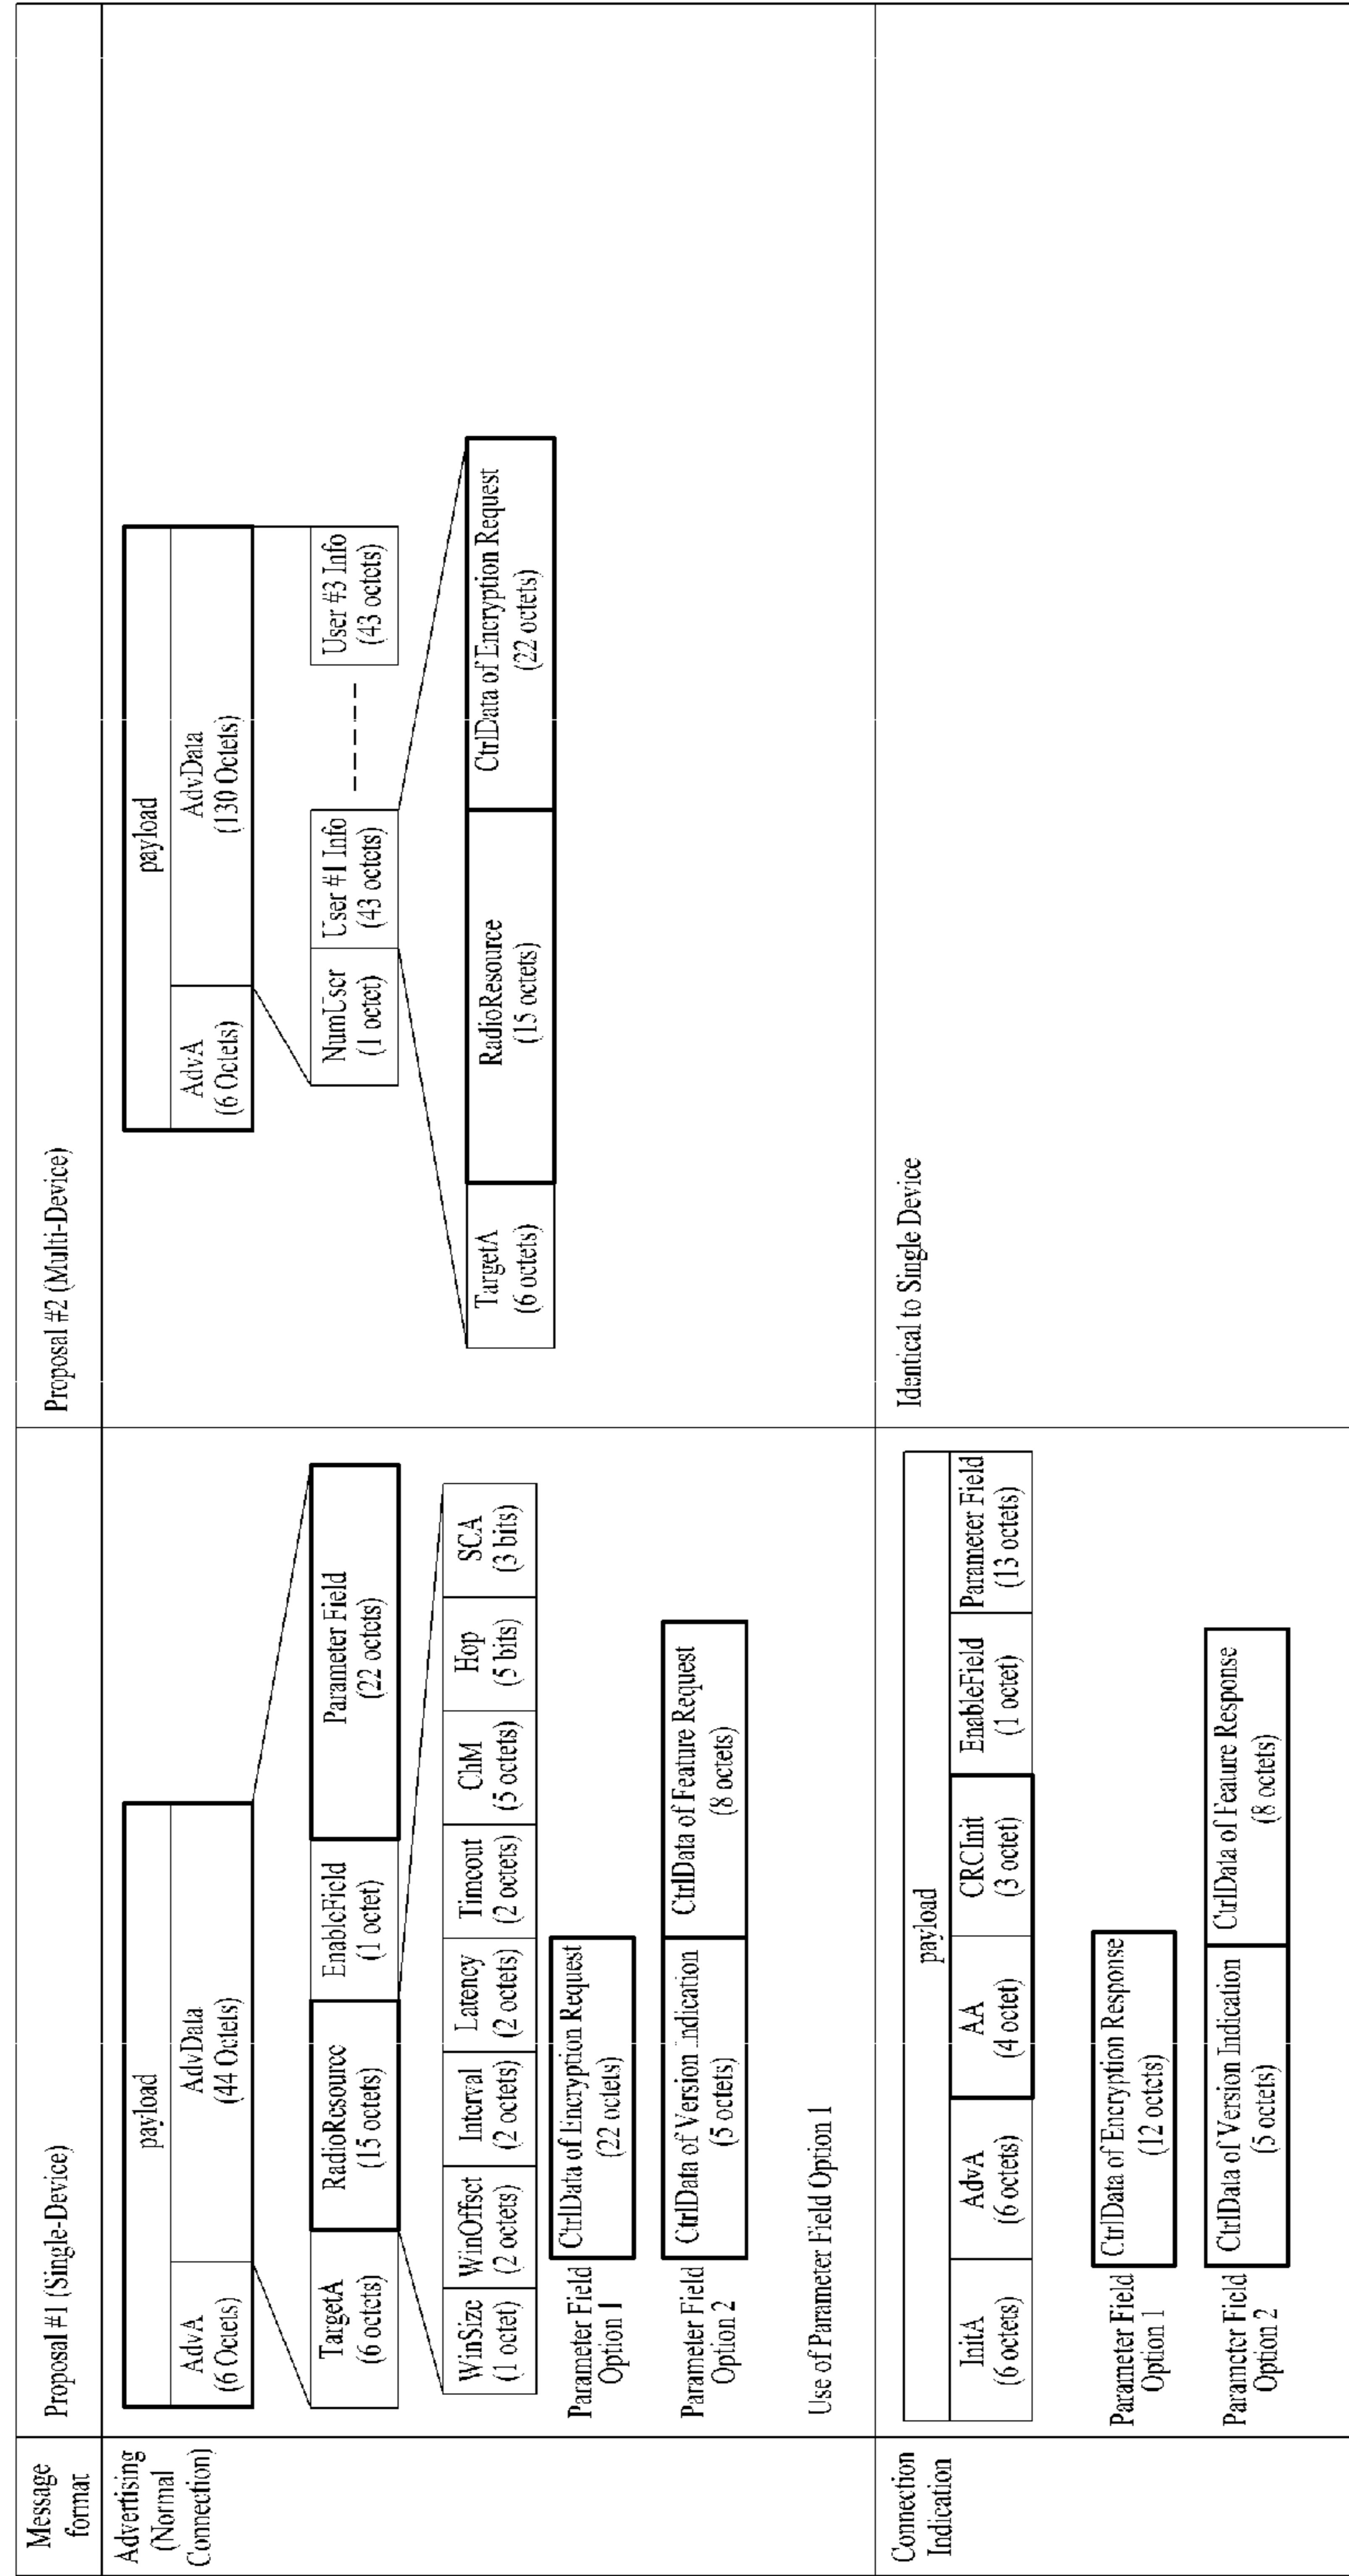 Message
format
Proposal #1 (Single-Device)
Proposal #2 (Multi-Device)
Advertising
(Normal
Connection)
payload
AdvA
(6 Octets)
AdvData
(44 Octets)
TargetA
(6 octets)
RadioResource
(15 octets)
EnableField
(1 octet)
Parameter Field
(22 octets)
WinSize
(1 octet)
WinOffset
(2 octets)
Interval
(2 octets)
Latency
(2 octets)
Timeout
(2 octets)
ChM
(5 octets)
Hop
(5 bits)
SCA
(3 bits)
Parameter Field
Option 1
CtrlData of Encryption Request
(22 octets)
Parameter Field
Option 2
CtrlData of Version Indication
(5 octets)
CtrlData of Feature Request
(8 octets)
Use of Parameter Field Option 1
payload
AdvA
(6 Octets)
AdvData
(130 Octets)
NumUser
(1 octet)
User #1 Info
(43 octets)
User #3 Info
(43 octets)
TargetA
(6 octets)
RadioResource
(15 octets)
CtrlData of Encryption Request
(22 octets)
Connection
Indication
payload
InitA
(6 octets)
AdvA
(6 octets)
AA
(4 octet)
CRCInit
(3 octet)
EnableField
(1 octet)
Parameter Field
(13 octets)
Parameter Field
Option 1
CtrlData of Encryption Response
(12 octets)
Parameter Field
Option 2
CtrlData of Version Indication
(5 octets)
CtrlData of Feature Response
(8 octets)
Identical to Single Device